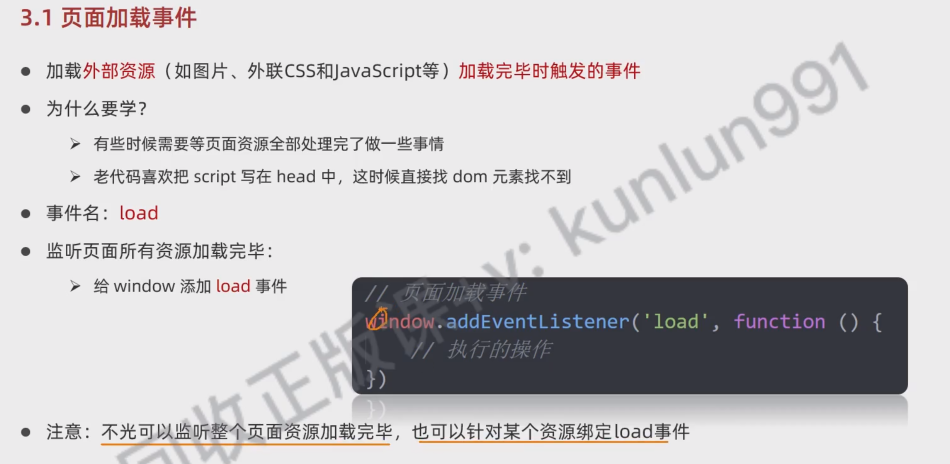 3.1 页面加载事件
● 加载外部资源（如图片、外联CSS和JavaScript等）加载完毕时触发的事件
● 为什么要学？
➢ 有些时候需要等页面资源全部处理完了做一些事情
➢ 老代码喜欢把 script 写在 head 中，这时候直接找 dom 元素找不到
● 事件名：load
● 监听页面所有资源加载完毕：
➢ 给 window 添加 load 事件
// 页面加载事件
window.addEventListener('load', function () {
// 执行的操作
})
● 注意：不光可以监听整个页面资源加载完毕，也可以针对某个资源绑定load事件
回收正版课+v: kunlun991